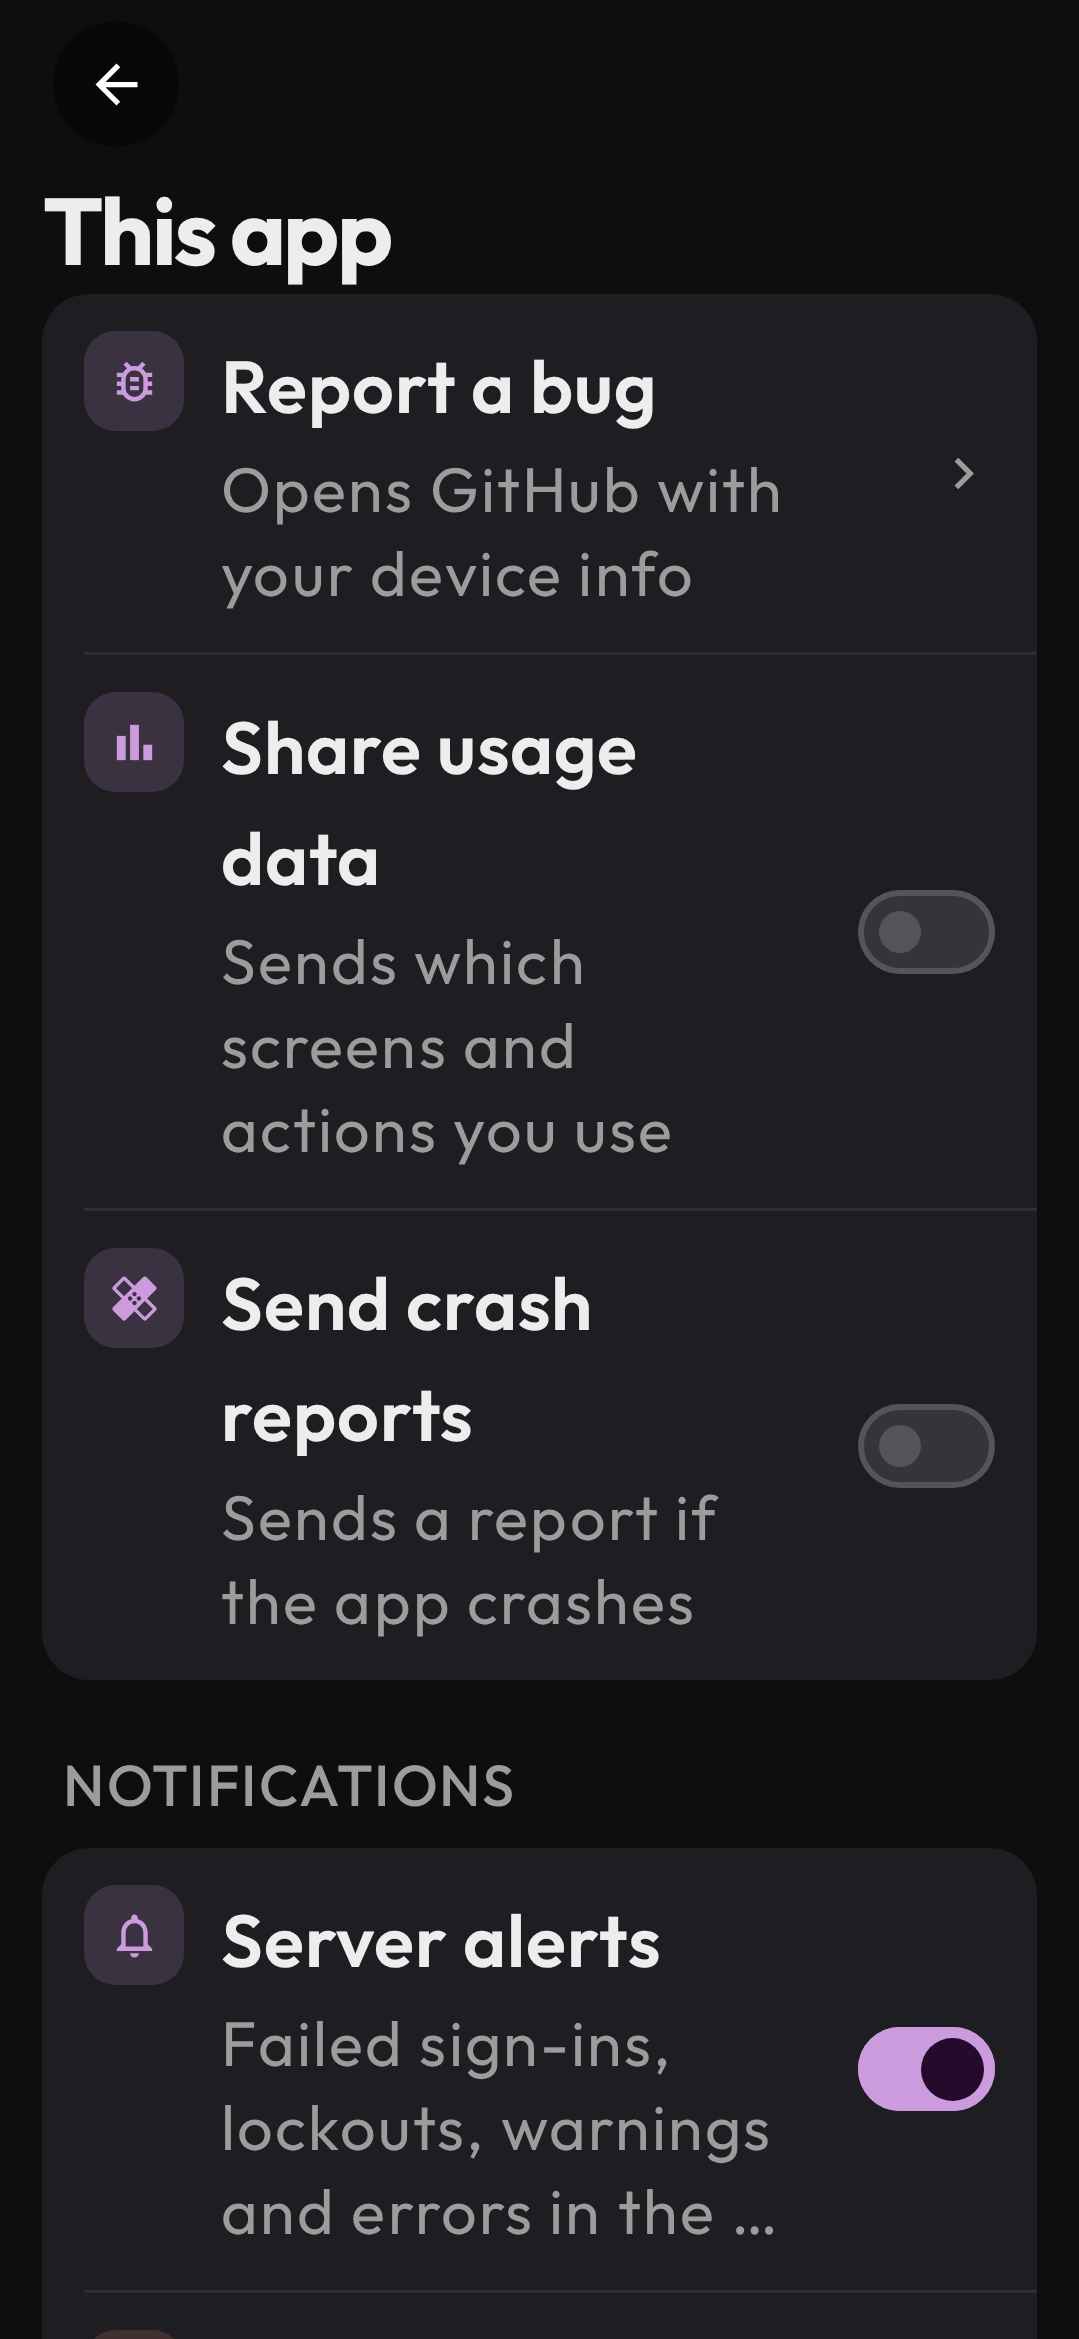 This app
Report a bug
Opens GitHub with
your device info
Share usage
data
Sends which
screens and
actions you use
Send crash
reports
Sends a report if
the app crashes
NOTIFICATIONS
Server alerts
Failed sign-ins,
lockouts, warnings
and errors in the ...